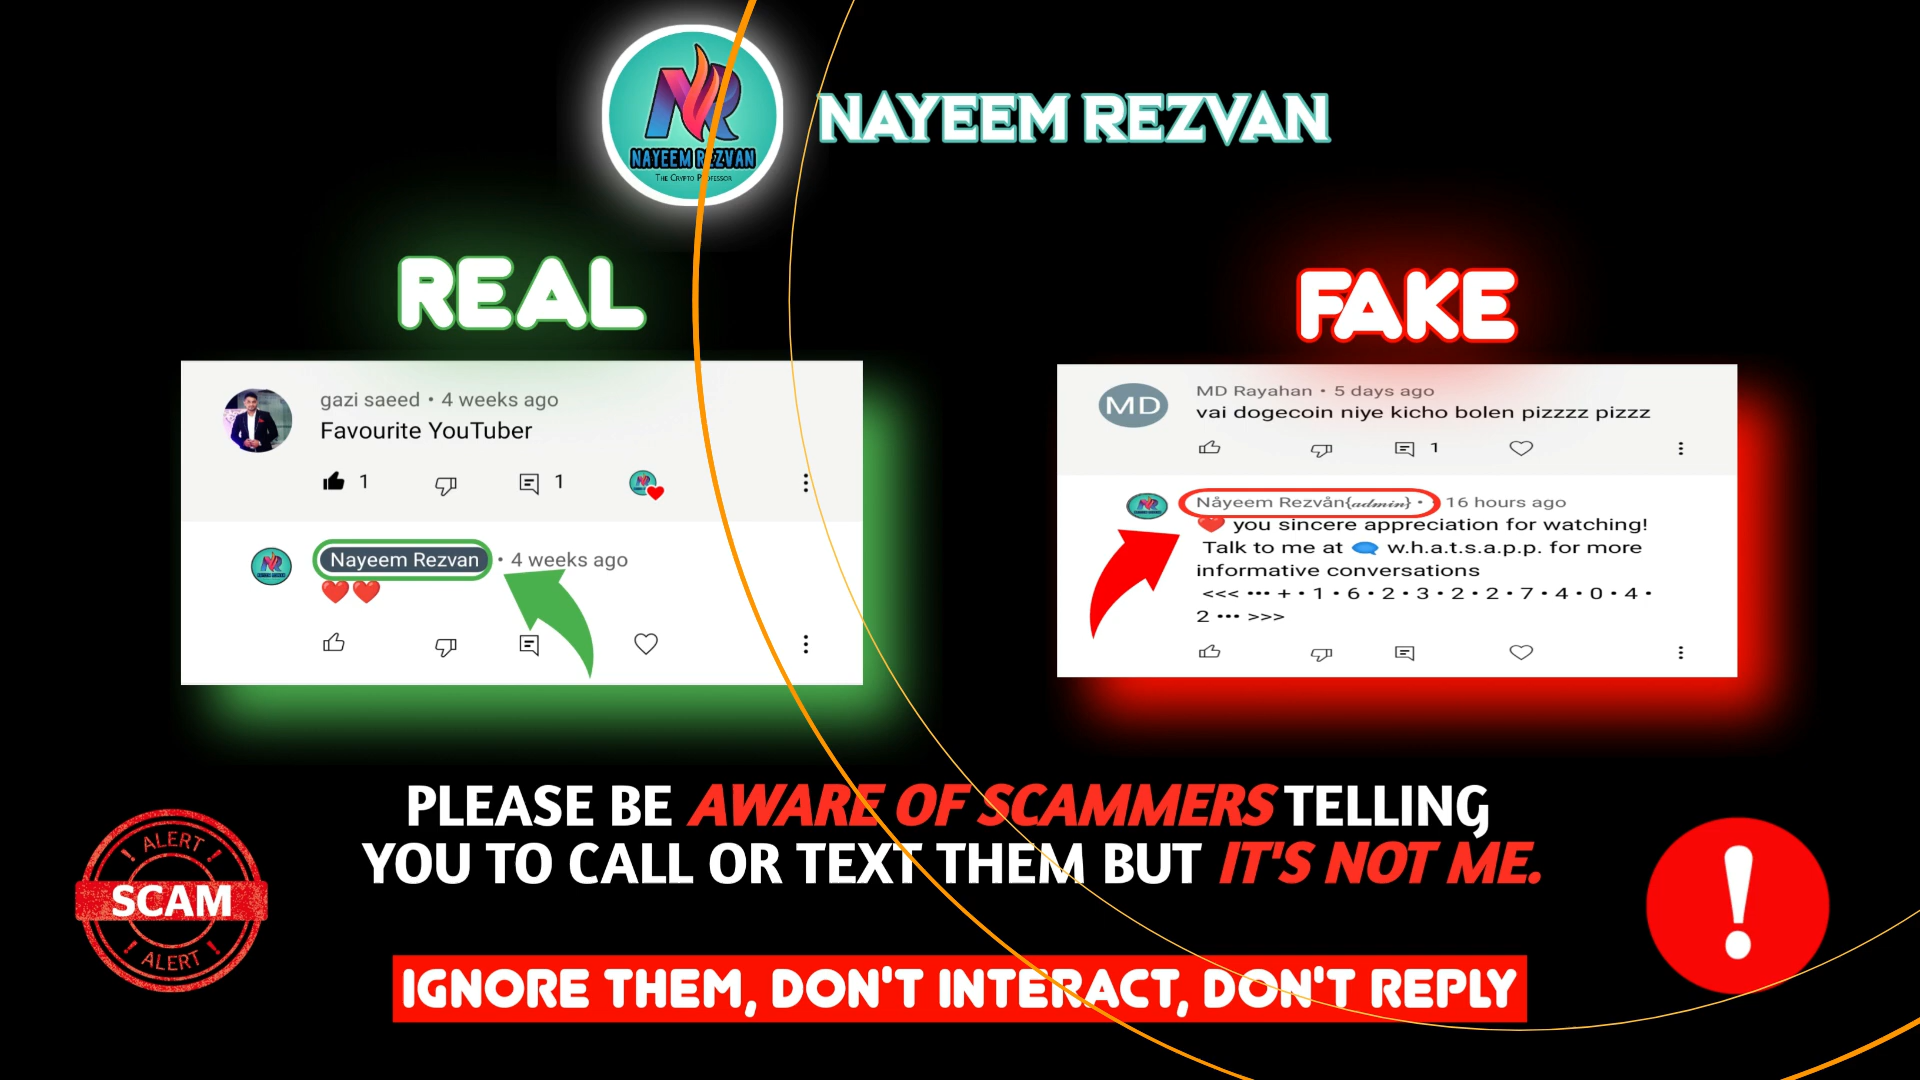 NAYEEM REZVAN
THE CRYPTO PROFESSOR
NAYEEM REZVAN
REAL
gazi saeed • 4 weeks ago
Favourite YouTuber
1
1
Nayeem Rezvan • 4 weeks ago
❤️❤️
FAKE
MD
MD Rayahan • 5 days ago
vai dogecoin niye kicho bolen pizzzz pizzz
1
Nåyeem Rezvån{𝒶𝒹𝓂𝒾𝓃} • 16 hours ago
❤️ you sincere appreciation for watching!
Talk to me at 🗨️ w.h.a.t.s.a.p.p. for more
informative conversations
<<< ••• + • 1 • 6 • 2 • 3 • 2 • 2 • 7 • 4 • 0 • 4 •
2 ••• >>>
PLEASE BE AWARE OF SCAMMERS TELLING
YOU TO CALL OR TEXT THEM BUT IT'S NOT ME.
! ALERT !
SCAM
! ALERT !
!
IGNORE THEM, DON'T INTERACT, DON'T REPLY